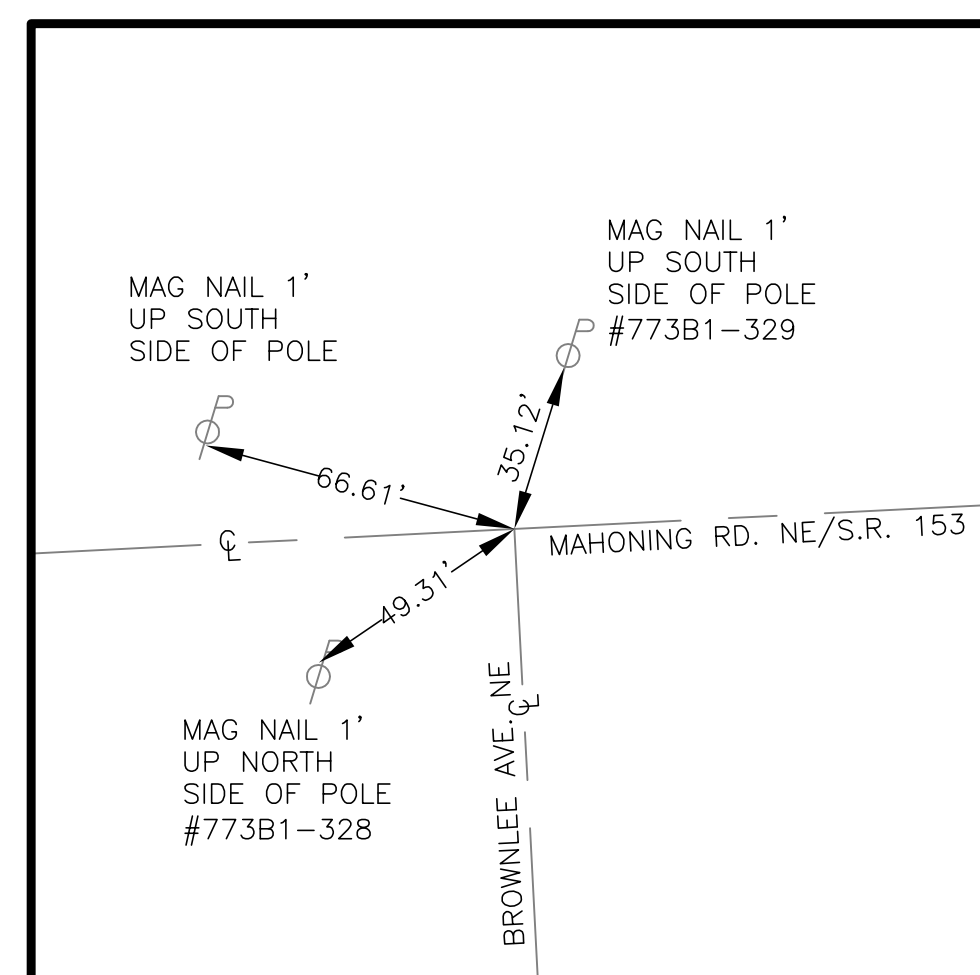 MAG NAIL 1'
UP SOUTH
SIDE OF POLE
#773B1-329
MAG NAIL 1'
UP SOUTH
SIDE OF POLE
P
P
35.12'
66.61'
℄
MAHONING RD. NE/S.R. 153
49.31'
P
℄
BROWNLEE AVE. NE
MAG NAIL 1'
UP NORTH
SIDE OF POLE
#773B1-328